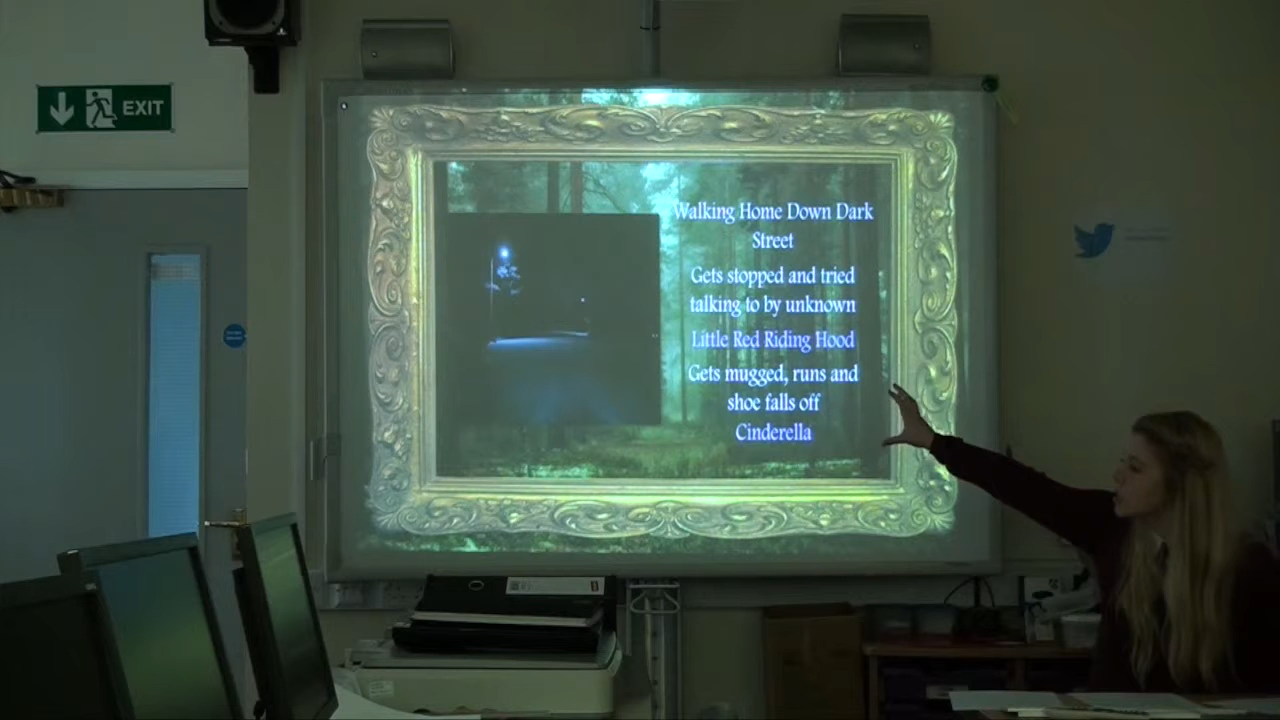 EXIT
Walking Home Down Dark
Street
Gets stopped and tried
talking to by unknown
Little Red Riding Hood
Gets mugged, runs and
shoe falls off
Cinderella